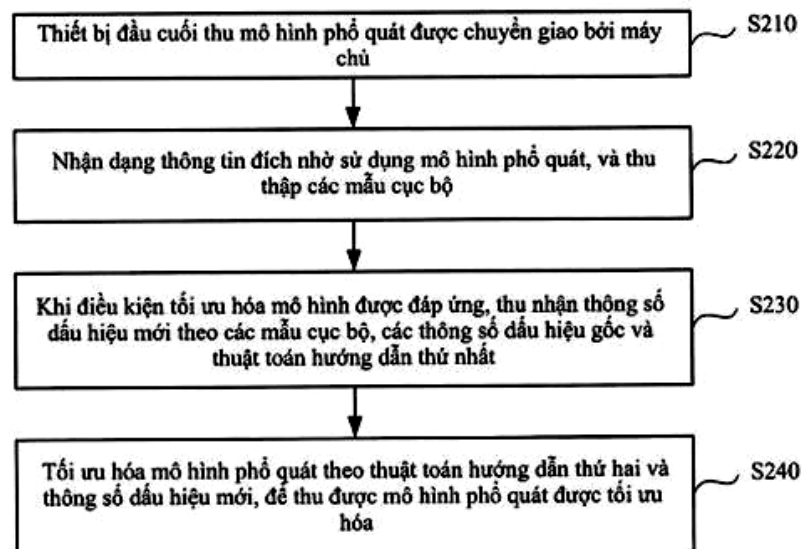 Thiết bị đầu cuối thu mô hình phổ quát được chuyển giao bởi máy
chủ
S210
Nhận dạng thông tin đích nhờ sử dụng mô hình phổ quát, và thu
thập các mẫu cục bộ
S220
Khi điều kiện tối ưu hóa mô hình được đáp ứng, thu nhận thông số
dấu hiệu mới theo các mẫu cục bộ, các thông số dấu hiệu gốc và
thuật toán hướng dẫn thứ nhất
S230
Tối ưu hóa mô hình phổ quát theo thuật toán hướng dẫn thứ hai và
thông số dấu hiệu mới, để thu được mô hình phổ quát được tối ưu
hóa
S240